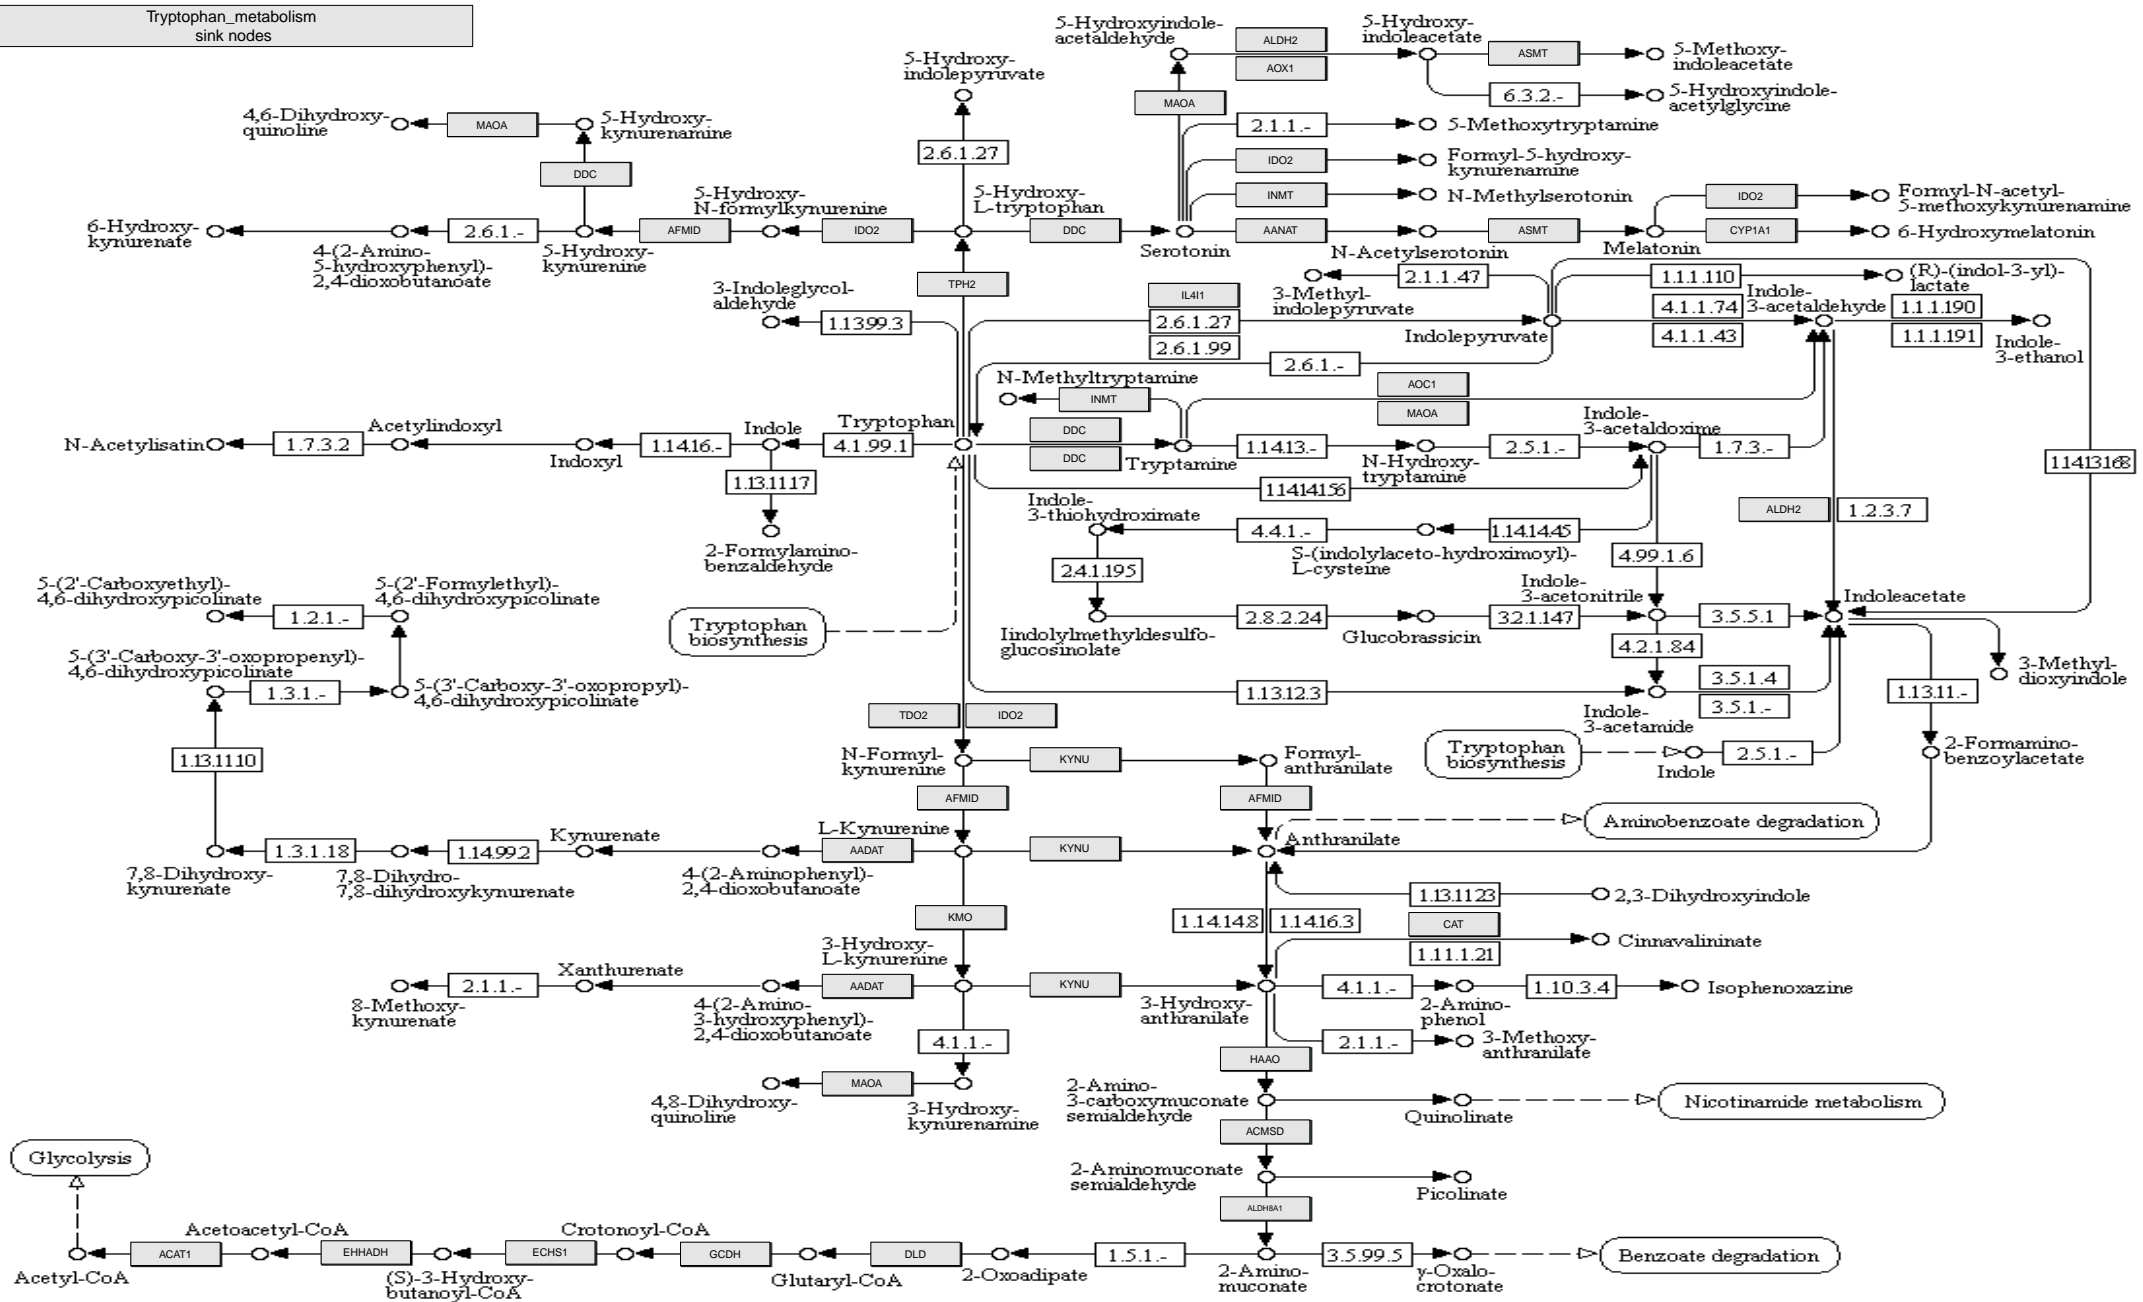 Tryptophan_metabolism
sink nodes
5-Hydroxyindole-
acetaldehyde
ALDH2
AOX1
5-Hydroxy-
indoleacetate
ASMT
5-Methoxy-
indoleacetate
6.3.2.-
5-Hydroxyindole-
acetylglycine
MAOA
5-Hydroxy-
indolepyruvate
4,6-Dihydroxy-
quinoline
MAOA
5-Hydroxy-
kynurenamine
2.1.1.-
5-Methoxytryptamine
2.6.1.27
IDO2
Formyl-5-hydroxy-
kynurenamine
DDC
5-Hydroxy-
N-formylkynurenine
5-Hydroxy-
L-tryptophan
INMT
N-Methylserotonin
IDO2
Formyl-N-acetyl-
5-methoxykynurenamine
6-Hydroxy-
kynurenate
2.6.1.-
AFMID
IDO2
DDC
AANAT
ASMT
CYP1A1
6-Hydroxymelatonin
4-(2-Amino-
5-hydroxyphenyl)-
2,4-dioxobutanoate
5-Hydroxy-
kynurenine
Serotonin
N-Acetylserotonin
Melatonin
TPH2
3-Indoleglycol-
aldehyde
1.13.99.3
IL4I1
2.6.1.27
2.6.1.99
3-Methyl-
indolepyruvate
2.1.1.47
1.1.1.110
(R)-(indol-3-yl)-
lactate
Indolepyruvate
4.1.1.74
4.1.1.43
Indole-
3-acetaldehyde
1.1.1.190
1.1.1.191
Indole-
3-ethanol
2.6.1.-
N-Methyltryptamine
INMT
AOC1
MAOA
N-Acetylisatin
1.7.3.2
Acetylindoxyl
Indoxyl
1.14.16.-
Indole
4.1.99.1
Tryptophan
DDC
DDC
Tryptamine
1.14.13.-
N-Hydroxy-
tryptamine
2.5.1.-
Indole-
3-acetaldoxime
1.7.3.-
1.14.13.168
1.13.11.17
1.14.14.156
2-Formylamino-
benzaldehyde
Indole-
3-thiohydroximate
4.4.1.-
S-(indolylaceto-hydroximoyl)-
L-cysteine
1.14.14.45
ALDH2
1.2.3.7
4.99.1.6
2.4.1.195
5-(2'-Carboxyethyl)-
4,6-dihydroxypicolinate
5-(2'-Formylethyl)-
4,6-dihydroxypicolinate
1.2.1.-
Tryptophan
biosynthesis
Iindolylmethyldesulfo-
glucosinolate
2.8.2.24
Glucobrassicin
3.2.1.147
Indole-
3-acetonitrile
3.5.5.1
Indoleacetate
4.2.1.84
5-(3'-Carboxy-3'-oxopropenyl)-
4,6-dihydroxypicolinate
1.3.1.-
5-(3'-Carboxy-3'-oxopropyl)-
4,6-dihydroxypicolinate
1.13.12.3
3.5.1.4
3.5.1.-
Indole-
3-acetamide
1.13.11.-
3-Methyl-
dioxyindole
TDO2
IDO2
1.13.11.10
N-Formyl-
kynurenine
KYNU
Formyl-
anthranilate
Tryptophan
biosynthesis
Indole
2.5.1.-
2-Formamino-
benzoylacetate
AFMID
AFMID
Aminobenzoate degradation
7,8-Dihydroxy-
kynurenate
1.3.1.18
7,8-Dihydro-
7,8-dihydroxykynurenate
1.14.99.2
Kynurenate
4-(2-Aminophenyl)-
2,4-dioxobutanoate
AADAT
L-Kynurenine
KYNU
Anthranilate
1.13.11.23
2,3-Dihydroxyindole
KMO
1.14.14.8
1.14.16.3
CAT
1.11.1.21
Cinnavalininate
8-Methoxy-
kynurenate
2.1.1.-
Xanthurenate
4-(2-Amino-
3-hydroxyphenyl)-
2,4-dioxobutanoate
AADAT
3-Hydroxy-
L-kynurenine
KYNU
3-Hydroxy-
anthranilate
4.1.1.-
2-Amino-
phenol
1.10.3.4
Isophenoxazine
4.1.1.-
2.1.1.-
3-Methoxy-
anthranilate
HAAO
4,8-Dihydroxy-
quinoline
MAOA
3-Hydroxy-
kynurenamine
2-Amino-
3-carboxymuconate
semialdehyde
Quinolinate
Nicotinamide metabolism
ACMSD
Glycolysis
2-Aminomuconate
semialdehyde
Picolinate
ALDH8A1
Acetyl-CoA
ACAT1
Acetoacetyl-CoA
EHHADH
(S)-3-Hydroxy-
butanoyl-CoA
ECHS1
Crotonoyl-CoA
GCDH
Glutaryl-CoA
DLD
2-Oxoadipate
1.5.1.-
2-Amino-
muconate
3.5.99.5
γ-Oxalo-
crotonate
Benzoate degradation